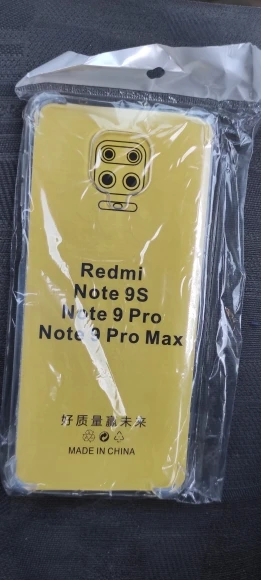 Redmi
Note 9S
Note 9 Pro
Note 9 Pro Max
好质量赢未来
MADE IN CHINA